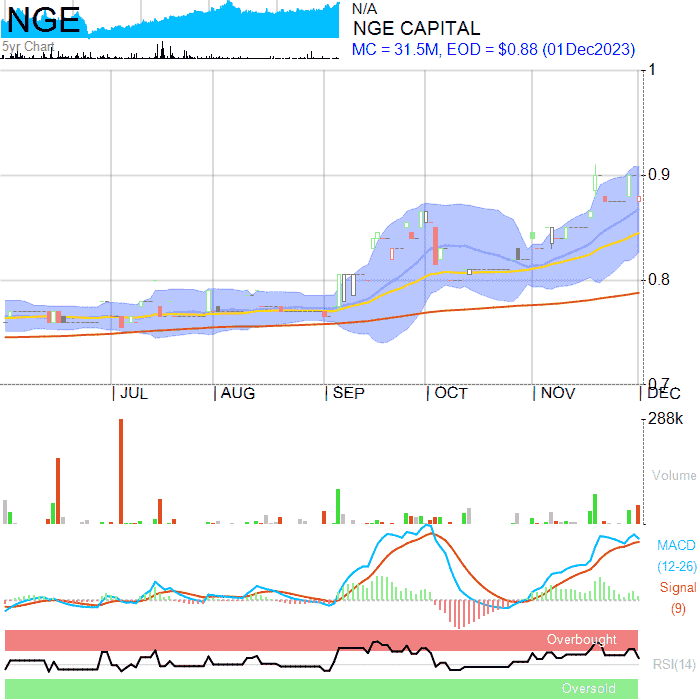 NGE
N/A
NGE CAPITAL
5yr Chart
MC = 31.5M, EOD = $0.88 (01Dec2023)
1
0.9
0.8
0.7
JUL AUG SEP OCT NOV DEC
288k
Volume
MACD
(12-26)
Signal
(9)
Overbought
RSI(14)
Oversold